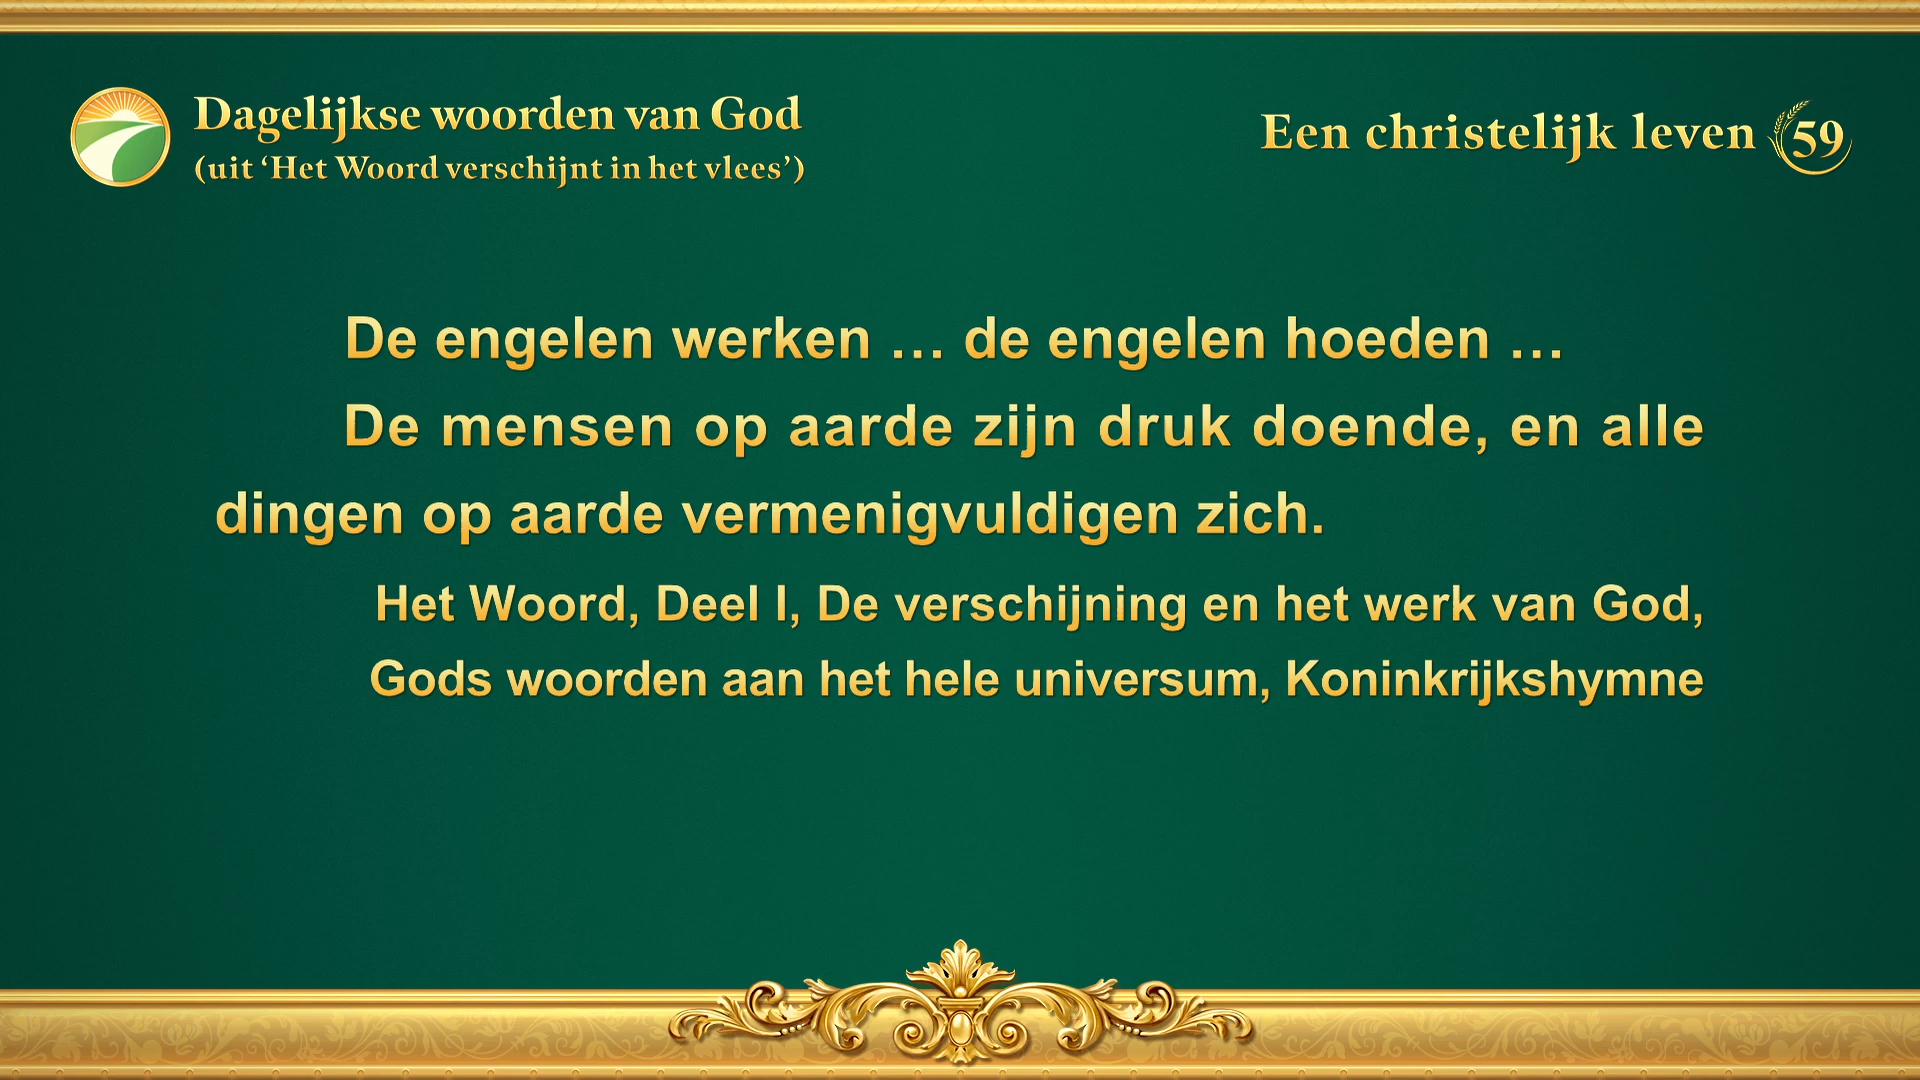 Dagelijkse woorden van God
(uit ‘Het Woord verschijnt in het vlees’)
Een christelijk leven 59
De engelen werken … de engelen hoeden …
De mensen op aarde zijn druk doende, en alle
dingen op aarde vermenigvuldigen zich.
Het Woord, Deel I, De verschijning en het werk van God,
Gods woorden aan het hele universum, Koninkrijkshymne